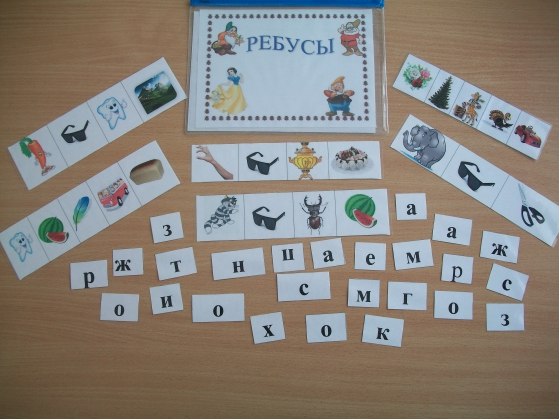 РЕБУСЫ
з а а ж
р ж т н ш а е м р с
о и о с м г о з
х о к